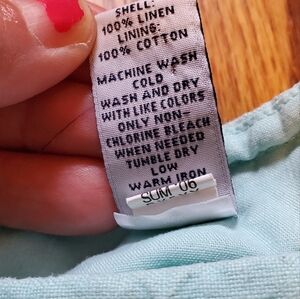 SHELL:
100% LINEN
LINING:
100% COTTON
MACHINE WASH
COLD
WASH AND DRY
WITH LIKE COLORS
ONLY NON-
CHLORINE BLEACH
WHEN NEEDED
TUMBLE DRY
LOW
WARM IRON
SUM '06